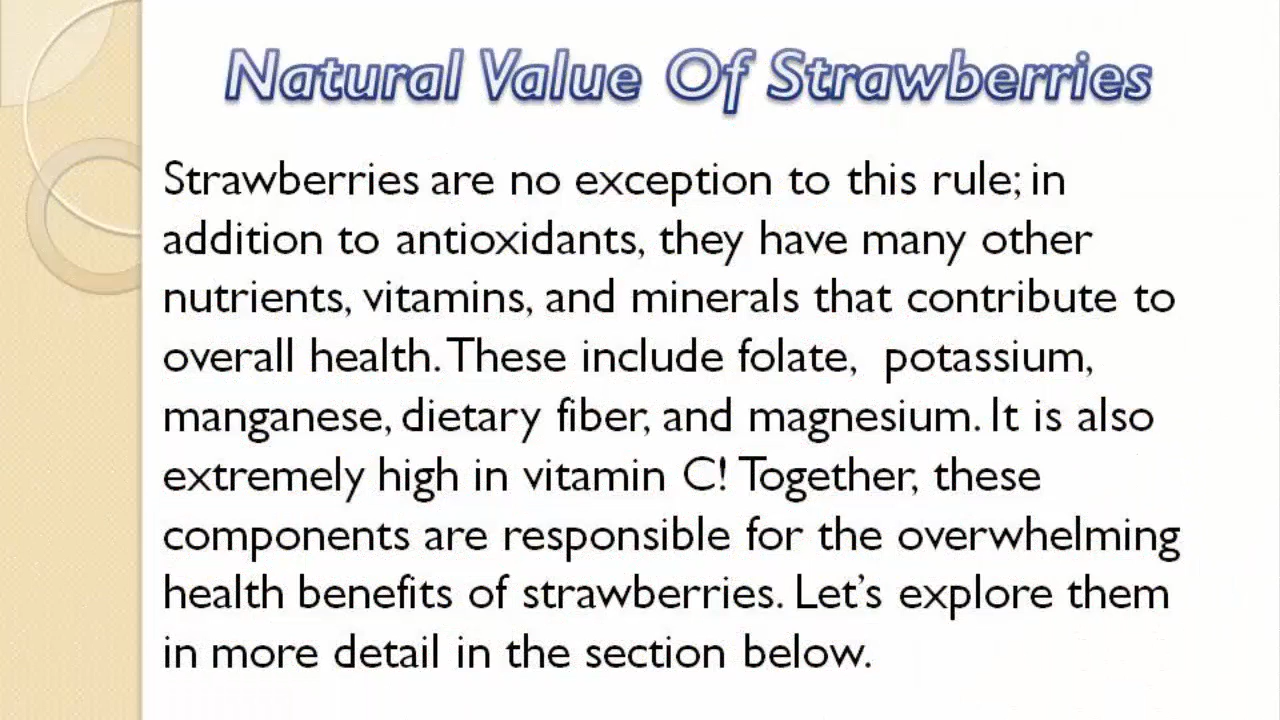 Natural Value Of Strawberries
Strawberries are no exception to this rule; in
addition to antioxidants, they have many other
nutrients, vitamins, and minerals that contribute to
overall health. These include folate,  potassium,
manganese, dietary fiber, and magnesium. It is also
extremely high in vitamin C! Together, these
components are responsible for the overwhelming
health benefits of strawberries. Let’s explore them
in more detail in the section below.